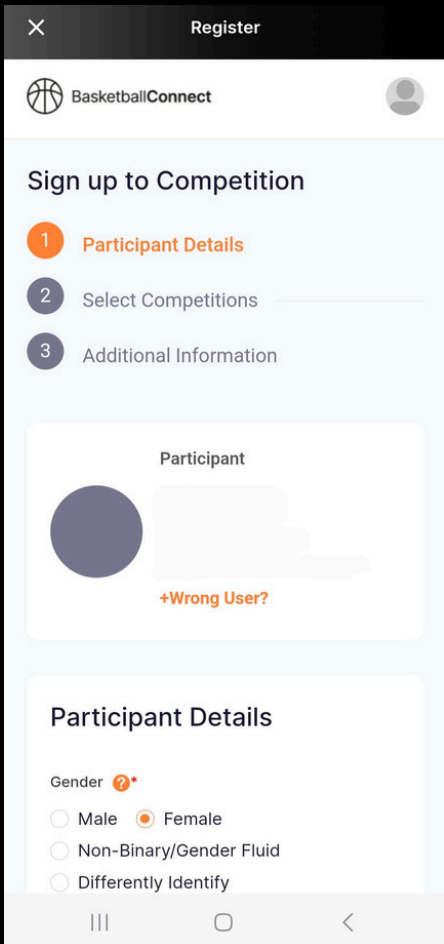 Register
BasketballConnect
Sign up to Competition
1 Participant Details
2 Select Competitions
3 Additional Information
Participant
+Wrong User?
Participant Details
Gender ?*
Male Female
Non-Binary/Gender Fluid
Differently Identify